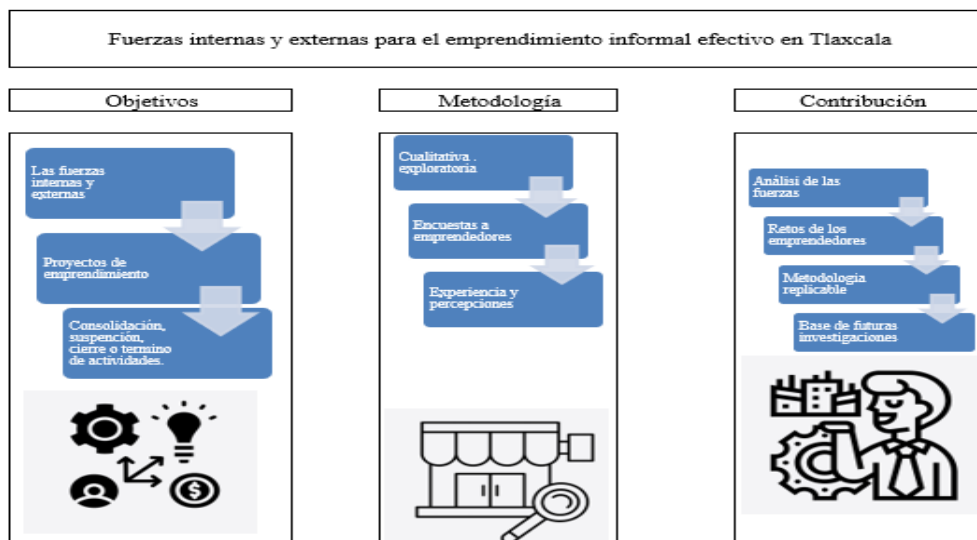 Fuerzas internas y externas para el emprendimiento informal efectivo en Tlaxcala
Objetivos
Las fuerzas
internas y
externas
Proyectos de
emprendimiento
Consolidación,
suspención,
cierre o termino
de actividades.
Metodología
Cualitativa .
exploratoria
Encuestas a
emprendedores
Experiencia y
percepciones
Contribución
Análisi de las
fuerzas
Retos de los
emprendedores
Metodologia
replicable
Base de futuras
investigaciones